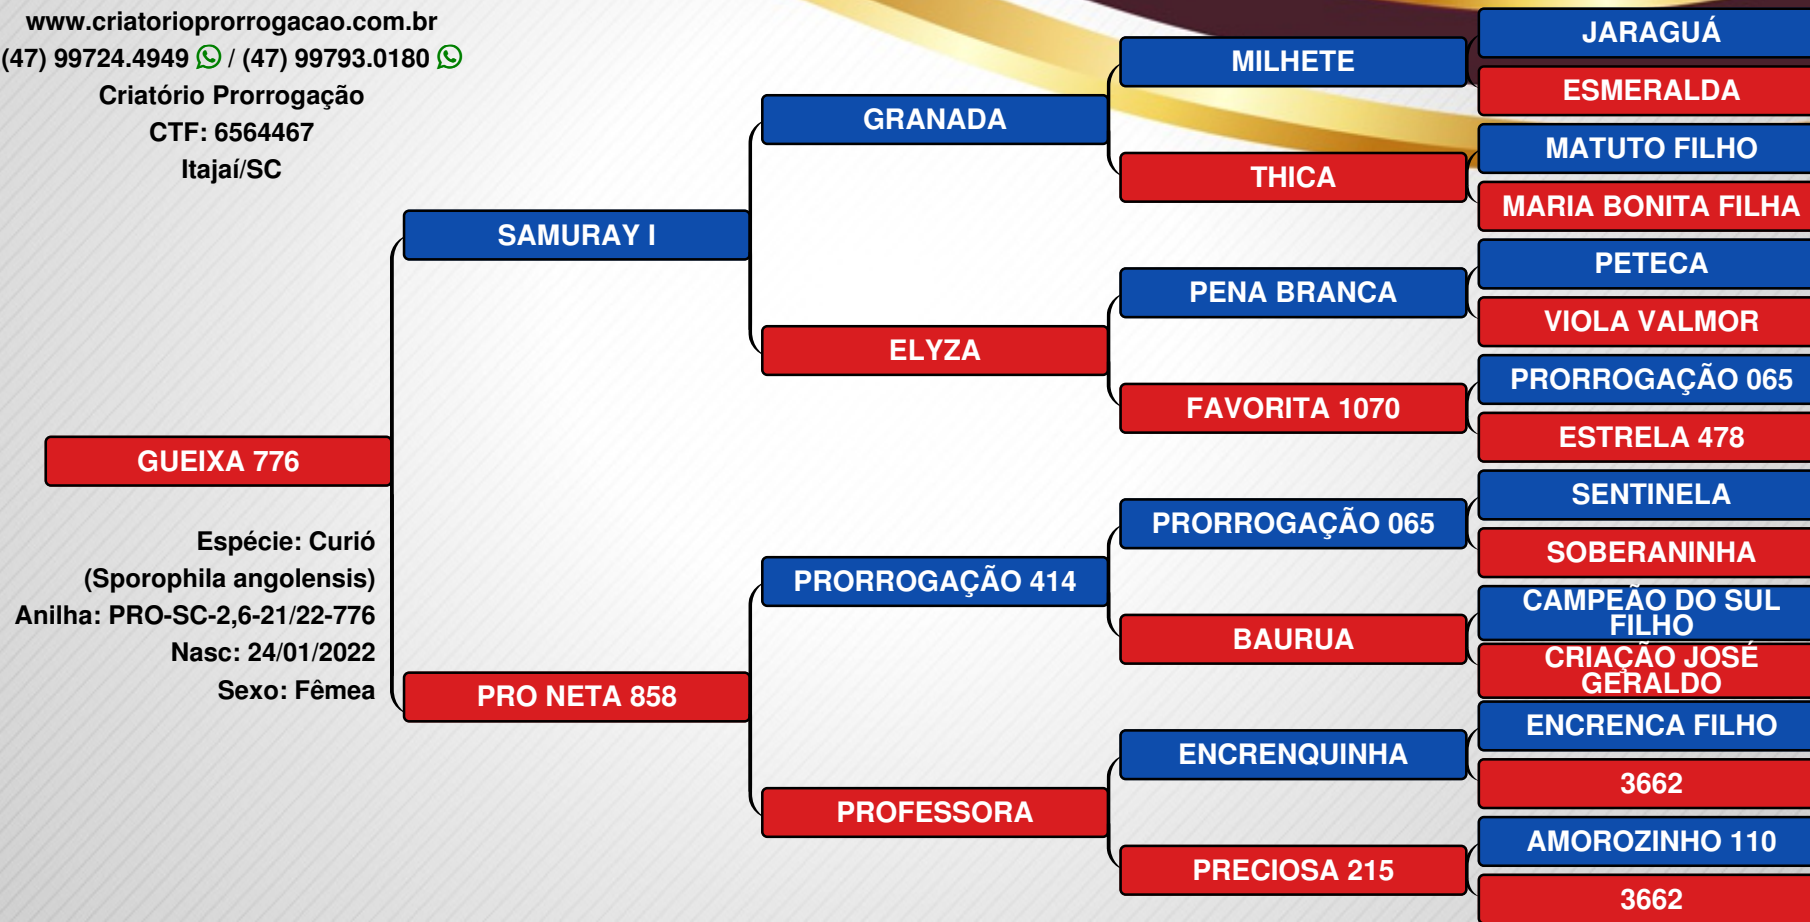 www.criatorioprorrogacao.com.br
(47) 99724.4949 / (47) 99793.0180
Criatório Prorrogação
CTF: 6564467
Itajaí/SC
GUEIXA 776
Espécie: Curió
(Sporophila angolensis)
Anilha: PRO-SC-2,6-21/22-776
Nasc: 24/01/2022
Sexo: Fêmea
SAMURAY I
PRO NETA 858
GRANADA
ELYZA
PRORROGAÇÃO 414
PROFESSORA
MILHETE
THICA
PENA BRANCA
FAVORITA 1070
PRORROGAÇÃO 065
BAURUA
ENCRENQUINHA
PRECIOSA 215
JARAGUÁ
ESMERALDA
MATUTO FILHO
MARIA BONITA FILHA
PETECA
VIOLA VALMOR
PRORROGAÇÃO 065
ESTRELA 478
SENTINELA
SOBERANINHA
CAMPEÃO DO SUL
FILHO
CRIAÇÃO JOSÉ
GERALDO
ENCRENCA FILHO
3662
AMOROZINHO 110
3662